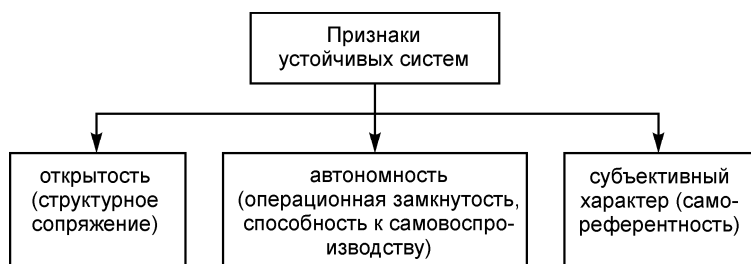 Признаки
устойчивых систем
открытость
(структурное
сопряжение)
автономность
(операционная замкнутость,
способность к самовоспро-
изводству)
субъективный
характер (само-
референтность)